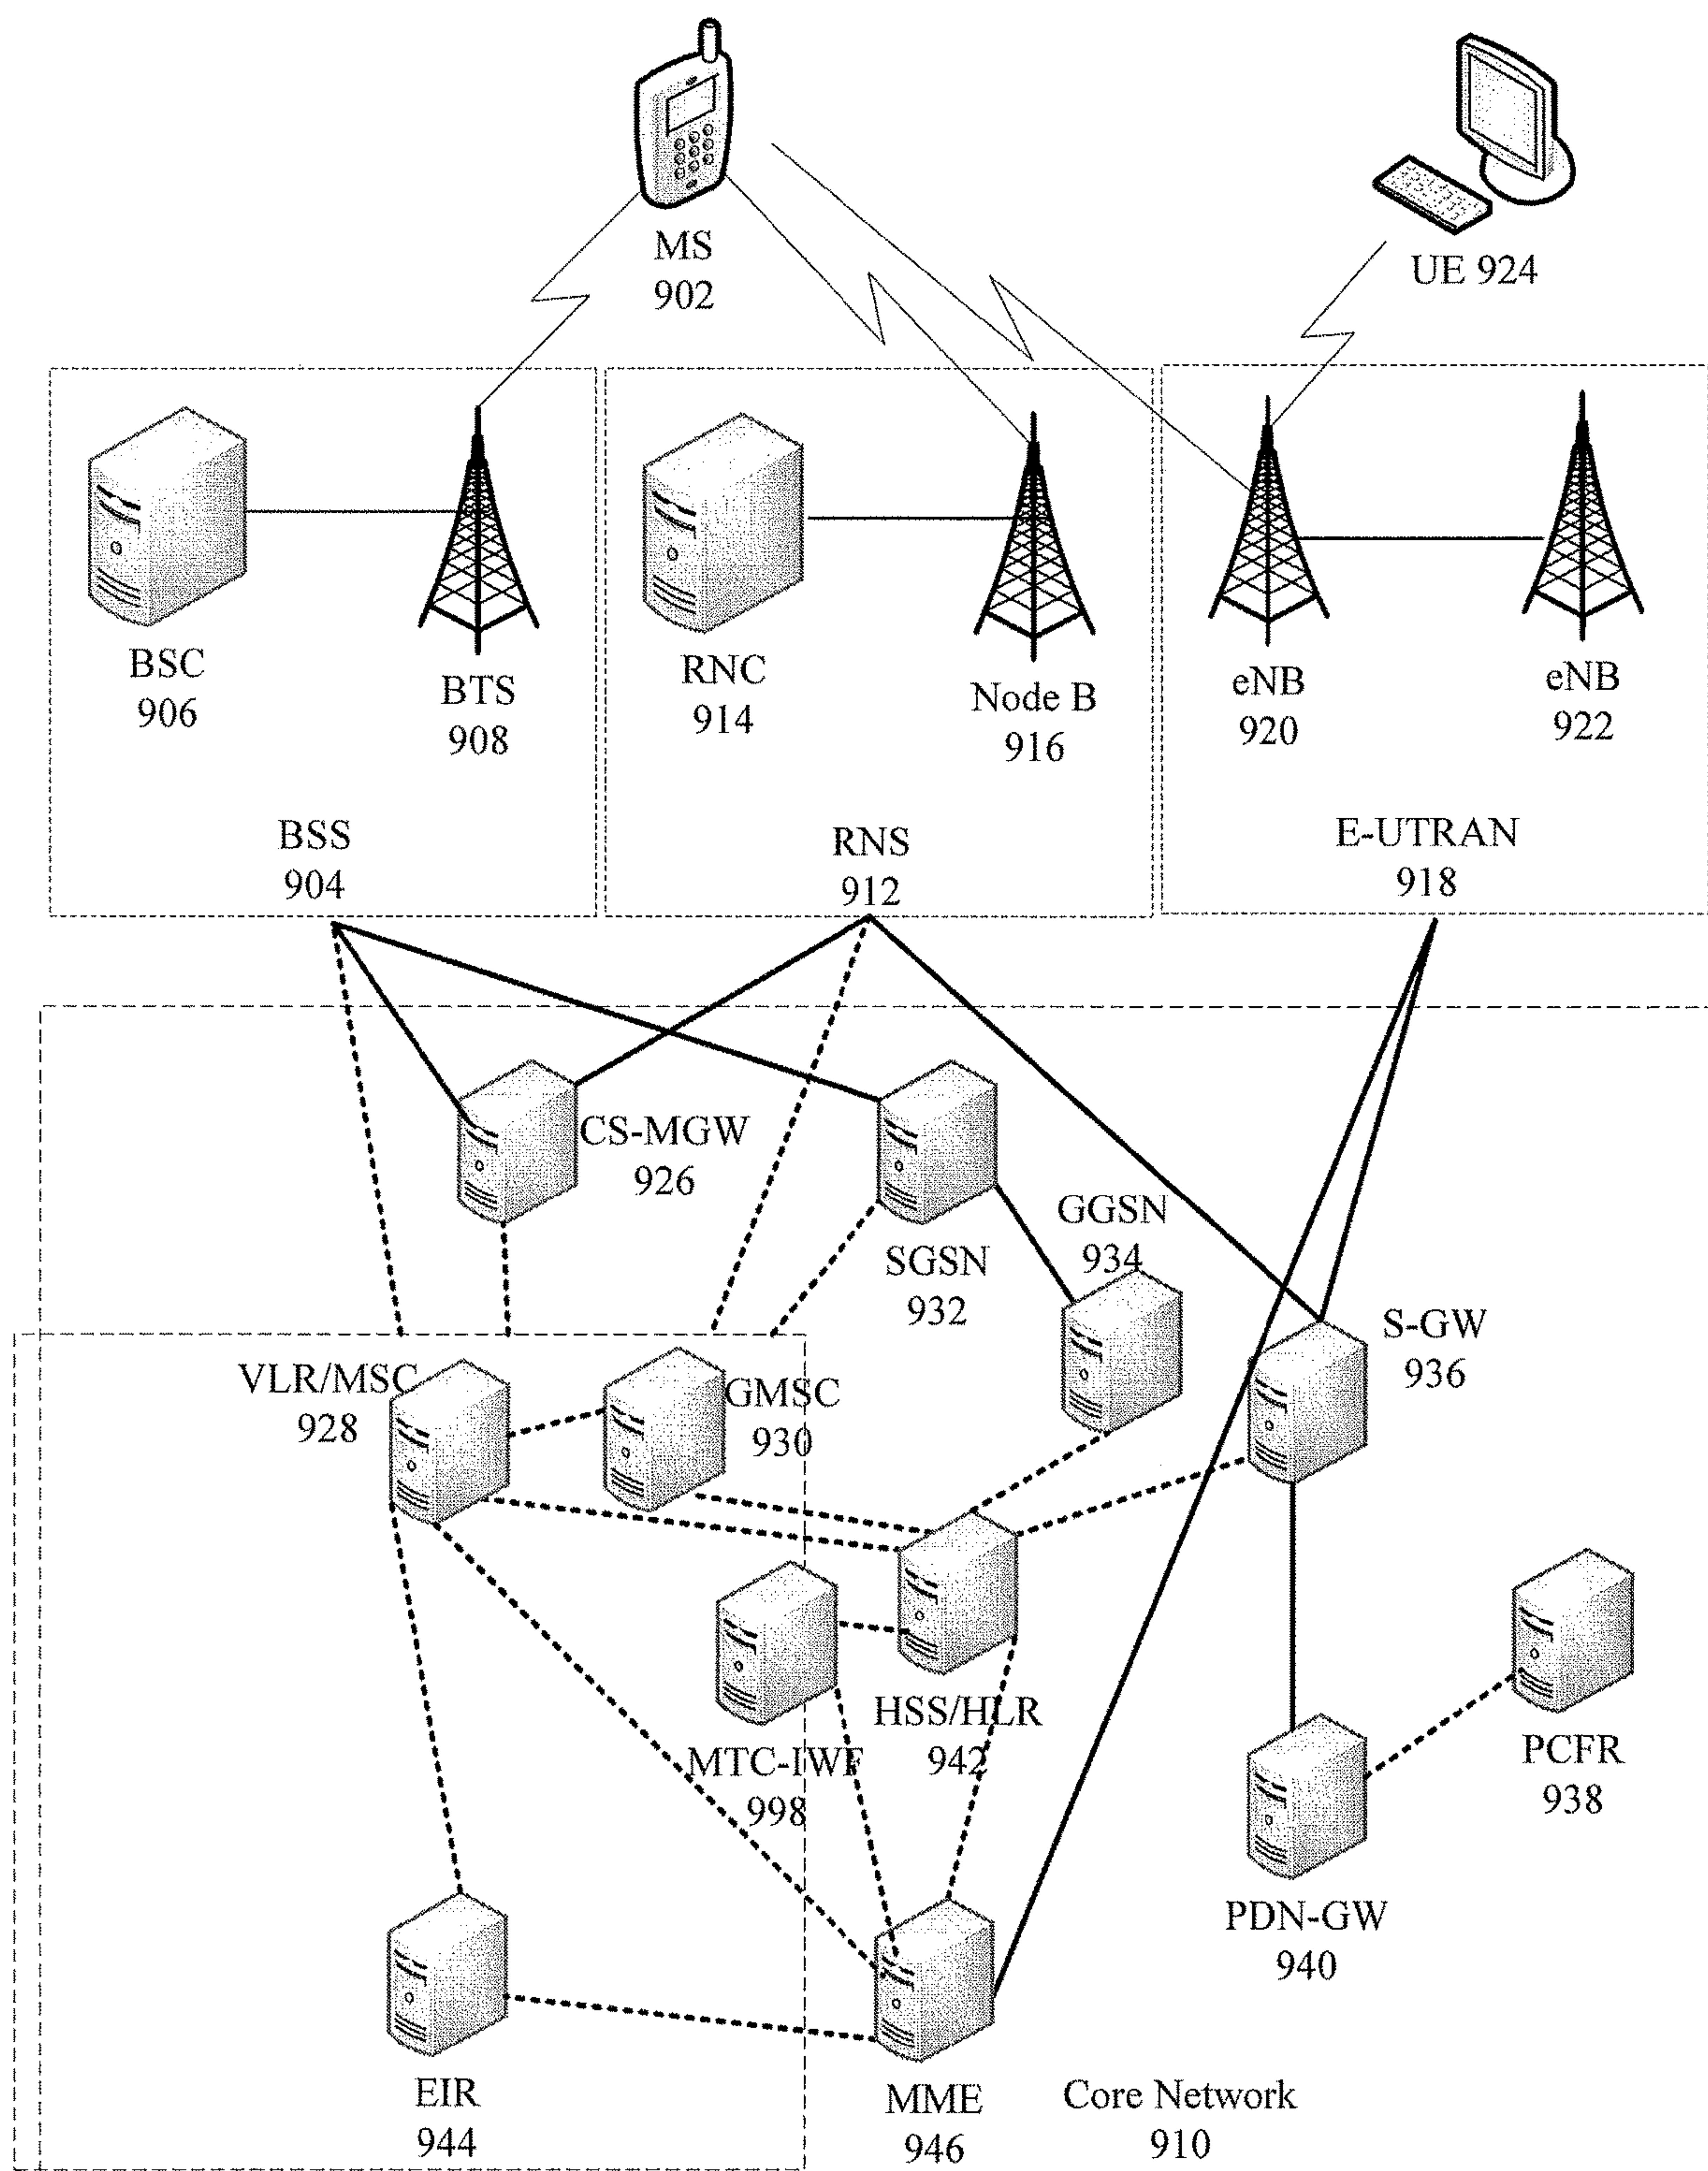 MS
902
UE 924
BSC
906
BTS
908
RNC
914
Node B
916
eNB
920
eNB
922
BSS
904
RNS
912
E-UTRAN
918
CS-MGW
926
SGSN
932
GGSN
934
S-GW
936
VLR/MSC
928
GMSC
930
HSS/HLR
942
MTC-IWF
998
PCFR
938
PDN-GW
940
EIR
944
MME
946
Core Network
910